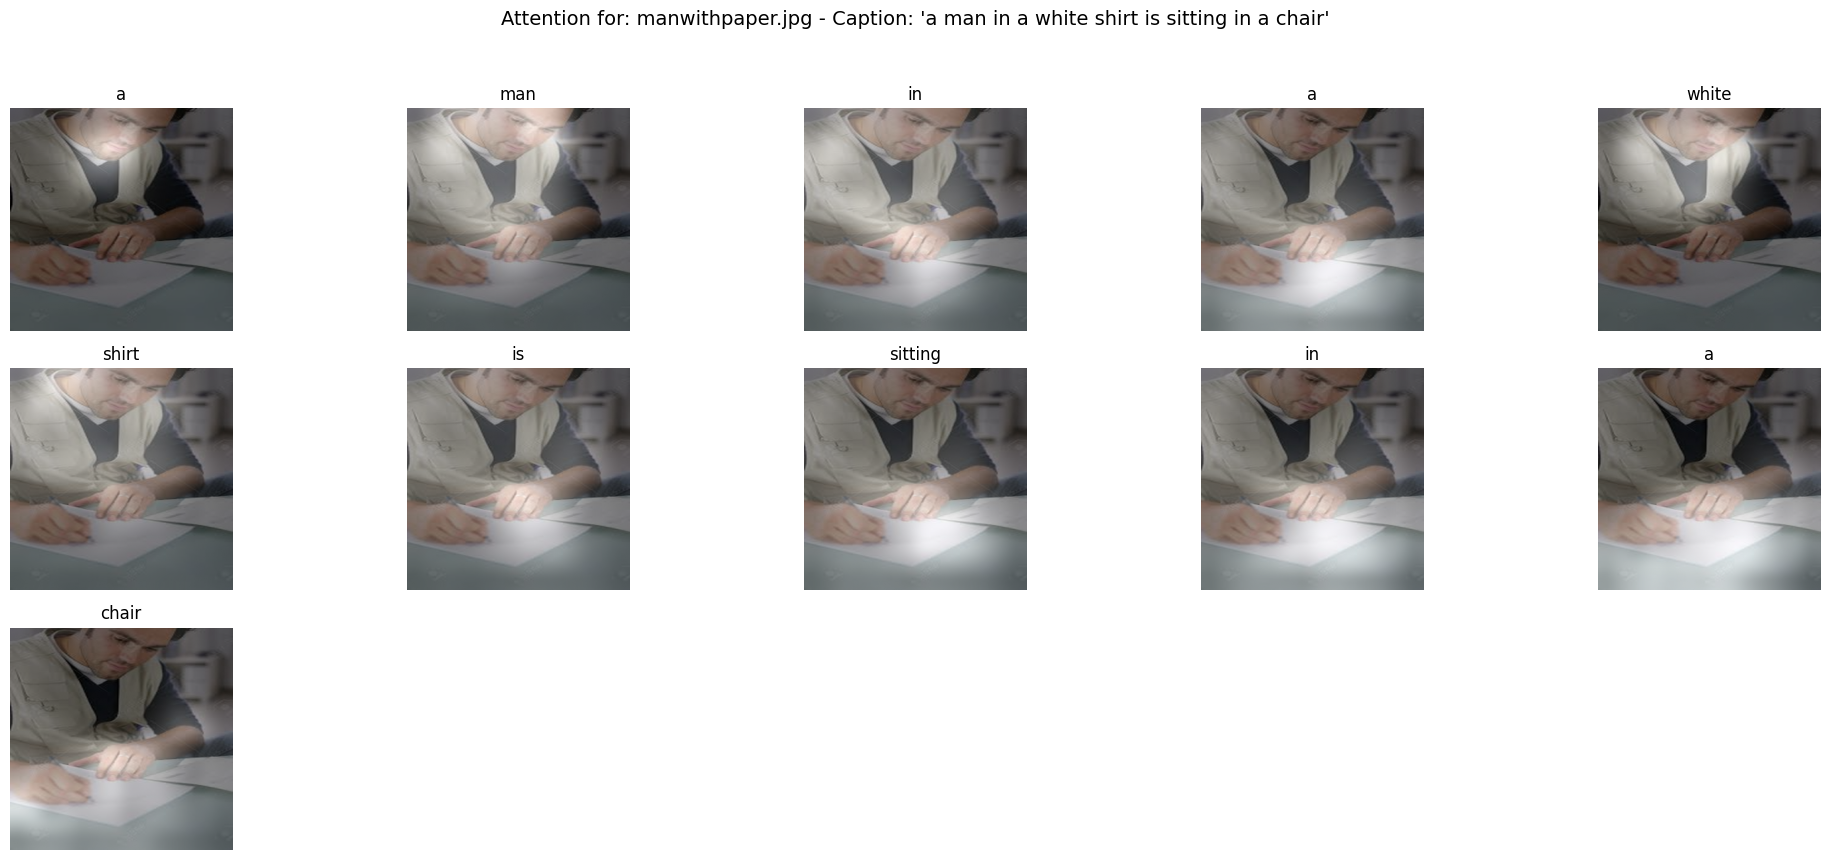 Attention for: manwithpaper.jpg - Caption: 'a man in a white shirt is sitting in a chair'
a
man
in
a
white
shirt
is
sitting
in
a
chair